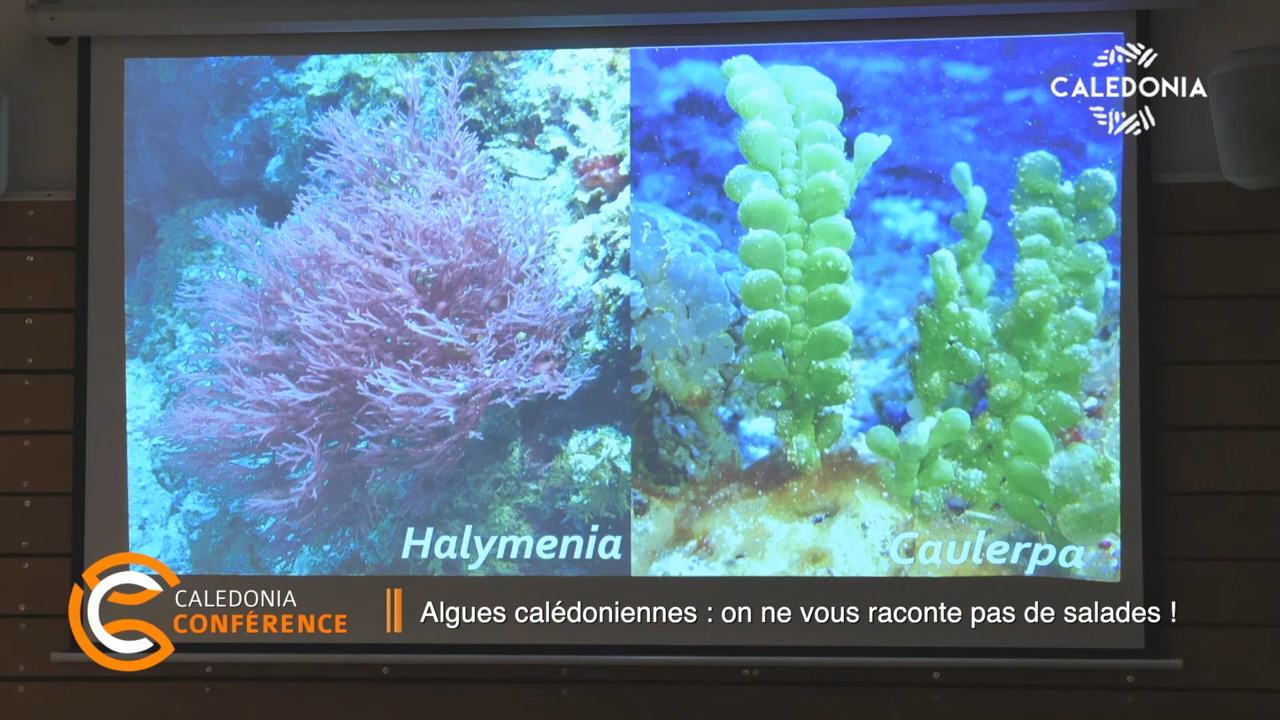 CALEDONIA
Halymenia
Caulerpa
CALEDONIA
CONFÉRENCE
Algues calédoniennes : on ne vous raconte pas de salades !